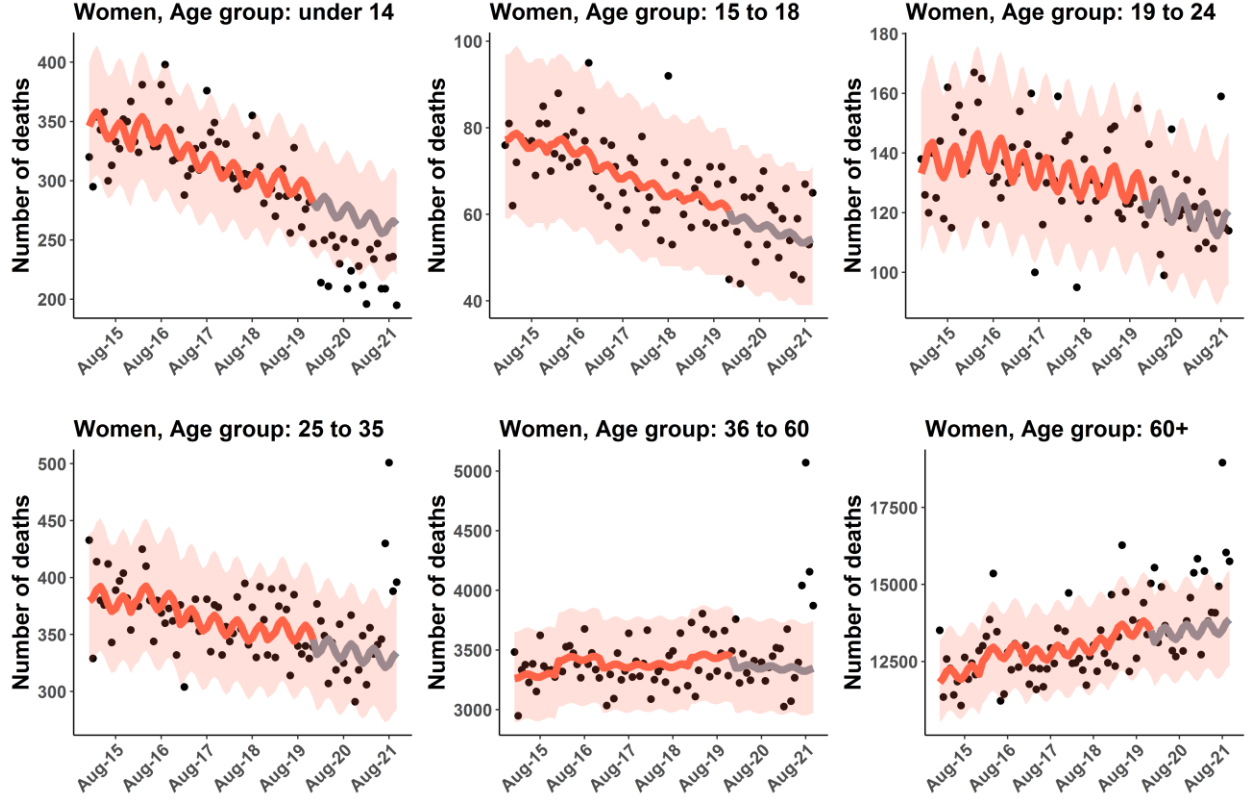 Women, Age group: under 14
Number of deaths
400
350
300
250
200
Aug-15
Aug-16
Aug-17
Aug-18
Aug-19
Aug-20
Aug-21
Women, Age group: 15 to 18
Number of deaths
100
80
60
40
Aug-15
Aug-16
Aug-17
Aug-18
Aug-19
Aug-20
Aug-21
Women, Age group: 19 to 24
Number of deaths
180
160
140
120
100
Aug-15
Aug-16
Aug-17
Aug-18
Aug-19
Aug-20
Aug-21
Women, Age group: 25 to 35
Number of deaths
500
450
400
350
300
Aug-15
Aug-16
Aug-17
Aug-18
Aug-19
Aug-20
Aug-21
Women, Age group: 36 to 60
Number of deaths
5000
4500
4000
3500
3000
Aug-15
Aug-16
Aug-17
Aug-18
Aug-19
Aug-20
Aug-21
Women, Age group: 60+
Number of deaths
17500
15000
12500
Aug-15
Aug-16
Aug-17
Aug-18
Aug-19
Aug-20
Aug-21